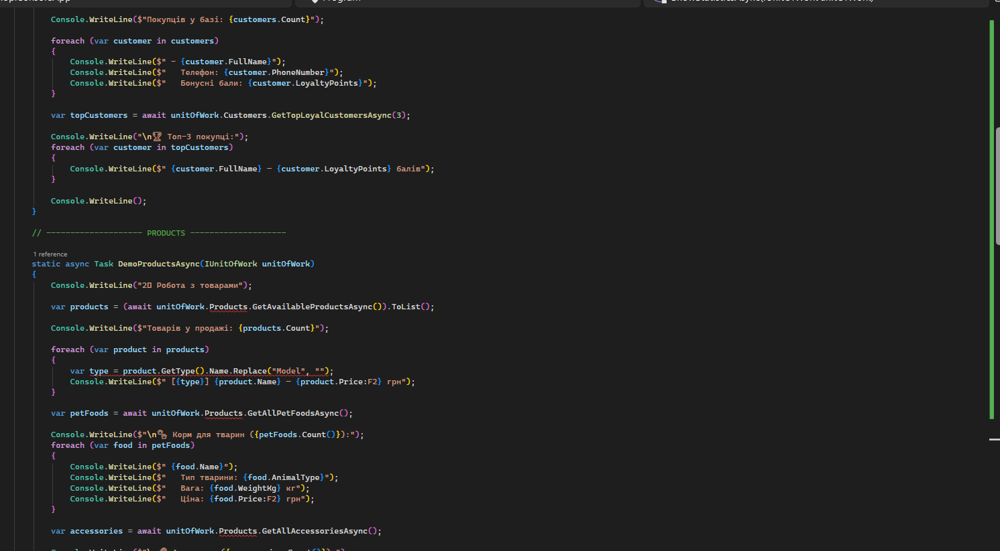 Console.WriteLine($"Покупців у базі: {customers.Count}");
foreach (var customer in customers)
{
Console.WriteLine($" - {customer.FullName}");
Console.WriteLine($"   Телефон: {customer.PhoneNumber}");
Console.WriteLine($"   Бонусні бали: {customer.LoyaltyPoints}");
}
var topCustomers = await unitOfWork.Customers.GetTopLoyalCustomersAsync(3);
Console.WriteLine("\n🏆 Топ-3 покупці:");
foreach (var customer in topCustomers)
{
Console.WriteLine($" {customer.FullName} — {customer.LoyaltyPoints} балів");
}
Console.WriteLine();
}
// -------------------- PRODUCTS --------------------
1 reference
static async Task DemoProductsAsync(IUnitOfWork unitOfWork)
{
Console.WriteLine("2 Робота з товарами");
var products = (await unitOfWork.Products.GetAvailableProductsAsync()).ToList();
Console.WriteLine($"Товарів у продажі: {products.Count}");
foreach (var product in products)
{
var type = product.GetType().Name.Replace("Model", "");
Console.WriteLine($" [{type}] {product.Name} — {product.Price:F2} грн");
}
var petFoods = await unitOfWork.Products.GetAllPetFoodsAsync();
Console.WriteLine($"\n🐾 Корм для тварин ({petFoods.Count()}):");
foreach (var food in petFoods)
{
Console.WriteLine($" {food.Name}");
Console.WriteLine($"   Тип тварини: {food.AnimalType}");
Console.WriteLine($"   Вага: {food.WeightKg} кг");
Console.WriteLine($"   Ціна: {food.Price:F2} грн");
}
var accessories = await unitOfWork.Products.GetAllAccessoriesAsync();